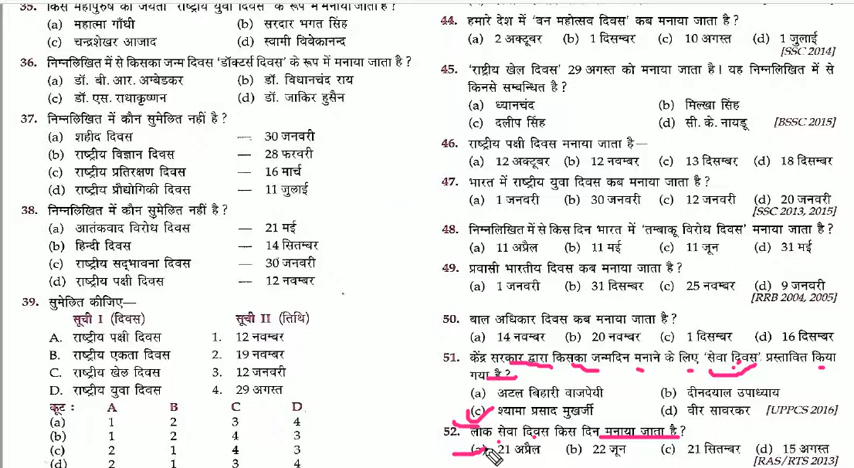 35. किस महापुरुष की जयंती 'राष्ट्रीय युवा दिवस' के रूप में मनायी जाती है ?
(a) महात्मा गाँधी (b) सरदार भगत सिंह
(c) चन्द्रशेखर आजाद (d) स्वामी विवेकानन्द
36. निम्नलिखित में से किसका जन्म दिवस 'डॉक्टर्स दिवस' के रूप में मनाया जाता है ?
(a) डॉ. बी. आर. अम्बेडकर (b) डॉ. विधानचंद राय
(c) डॉ. एस. राधाकृष्णन (d) डॉ. जाकिर हुसैन
37. निम्नलिखित में कौन सुमेलित नहीं है ?
(a) शहीद दिवस — 30 जनवरी
(b) राष्ट्रीय विज्ञान दिवस — 28 फरवरी
(c) राष्ट्रीय प्रतिरक्षण दिवस — 16 मार्च
(d) राष्ट्रीय प्रौद्योगिकी दिवस — 11 जुलाई
38. निम्नलिखित में कौन सुमेलित नहीं है ?
(a) आतंकवाद विरोध दिवस — 21 मई
(b) हिन्दी दिवस — 14 सितम्बर
(c) राष्ट्रीय सद्भावना दिवस — 30 जनवरी
(d) राष्ट्रीय पक्षी दिवस — 12 नवम्बर
39. सुमेलित कीजिए—
सूची I (दिवस) सूची II (तिथि)
A. राष्ट्रीय पक्षी दिवस 1. 12 नवम्बर
B. राष्ट्रीय एकता दिवस 2. 19 नवम्बर
C. राष्ट्रीय खेल दिवस 3. 12 जनवरी
D. राष्ट्रीय युवा दिवस 4. 29 अगस्त
कूट : A B C D
(a) 1 2 3 4
(b) 1 2 4 3
(c) 2 1 4 3
(d) 2 1 3 4
44. हमारे देश में 'वन महोत्सव दिवस' कब मनाया जाता है ?
(a) 2 अक्टूबर (b) 1 दिसम्बर (c) 10 अगस्त (d) 1 जुलाई
[SSC 2014]
45. 'राष्ट्रीय खेल दिवस' 29 अगस्त को मनाया जाता है। यह निम्नलिखित में से
किनसे सम्बन्धित है ?
(a) ध्यानचंद (b) मिल्खा सिंह
(c) दलीप सिंह (d) सी. के. नायडू [BSSC 2015]
46. राष्ट्रीय पक्षी दिवस मनाया जाता है—
(a) 12 अक्टूबर (b) 12 नवम्बर (c) 13 दिसम्बर (d) 18 दिसम्बर
47. भारत में राष्ट्रीय युवा दिवस कब मनाया जाता है ?
(a) 1 जनवरी (b) 30 जनवरी (c) 12 जनवरी (d) 20 जनवरी
[SSC 2013, 2015]
48. निम्नलिखित में से किस दिन भारत में 'तम्बाकू विरोध दिवस' मनाया जाता है ?
(a) 11 अप्रैल (b) 11 मई (c) 11 जून (d) 31 मई
49. प्रवासी भारतीय दिवस कब मनाया जाता है ?
(a) 1 जनवरी (b) 31 दिसम्बर (c) 25 नवम्बर (d) 9 जनवरी
[RRB 2004, 2005]
50. बाल अधिकार दिवस कब मनाया जाता है ?
(a) 14 नवम्बर (b) 20 नवम्बर (c) 1 दिसम्बर (d) 16 दिसम्बर
51. केंद्र सरकार द्वारा किसका जन्मदिन मनाने के लिए 'सेवा दिवस' प्रस्तावित किया
गया है ?
(a) अटल बिहारी वाजपेयी (b) दीनदयाल उपाध्याय
(c) श्यामा प्रसाद मुखर्जी (d) वीर सावरकर [UPPCS 2016]
52. लोक सेवा दिवस किस दिन मनाया जाता है ?
(a) 21 अप्रैल (b) 22 जून (c) 21 सितम्बर (d) 15 अगस्त
[RAS/RTS 2013]